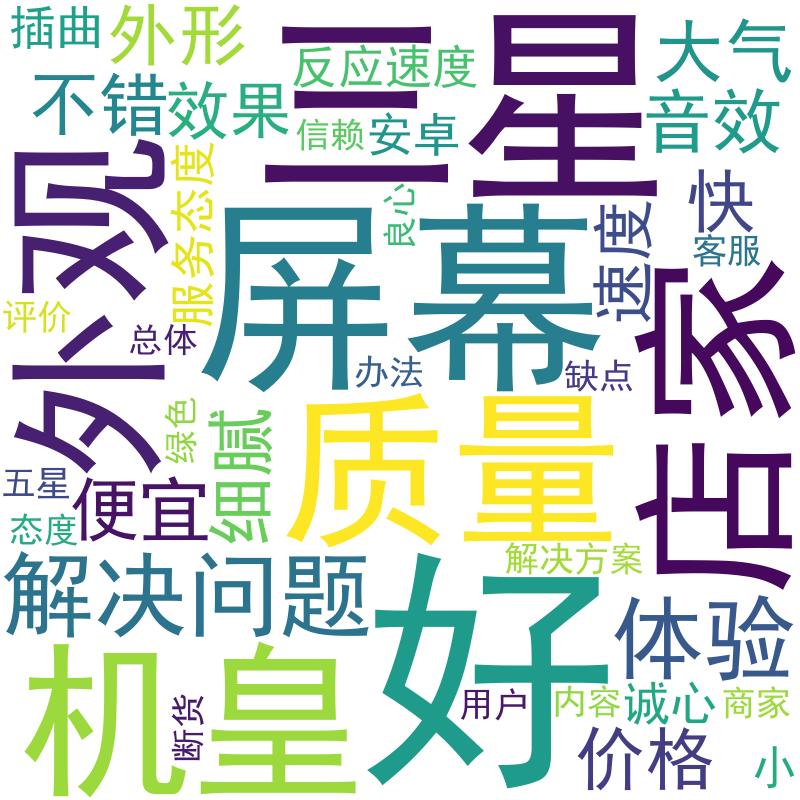 插曲
外形
三星
反应速度
大气
不错
效果
信赖
安卓
音效
外观
服务态度
良心
快
速度
客服
屏幕
店家
评价
总体
办法
缺点
绿色
细腻
质量
五星
便宜
态度
解决方案
解决问题
好
体验
机皇
断货
用户
内容
诚心
商家
价格
小